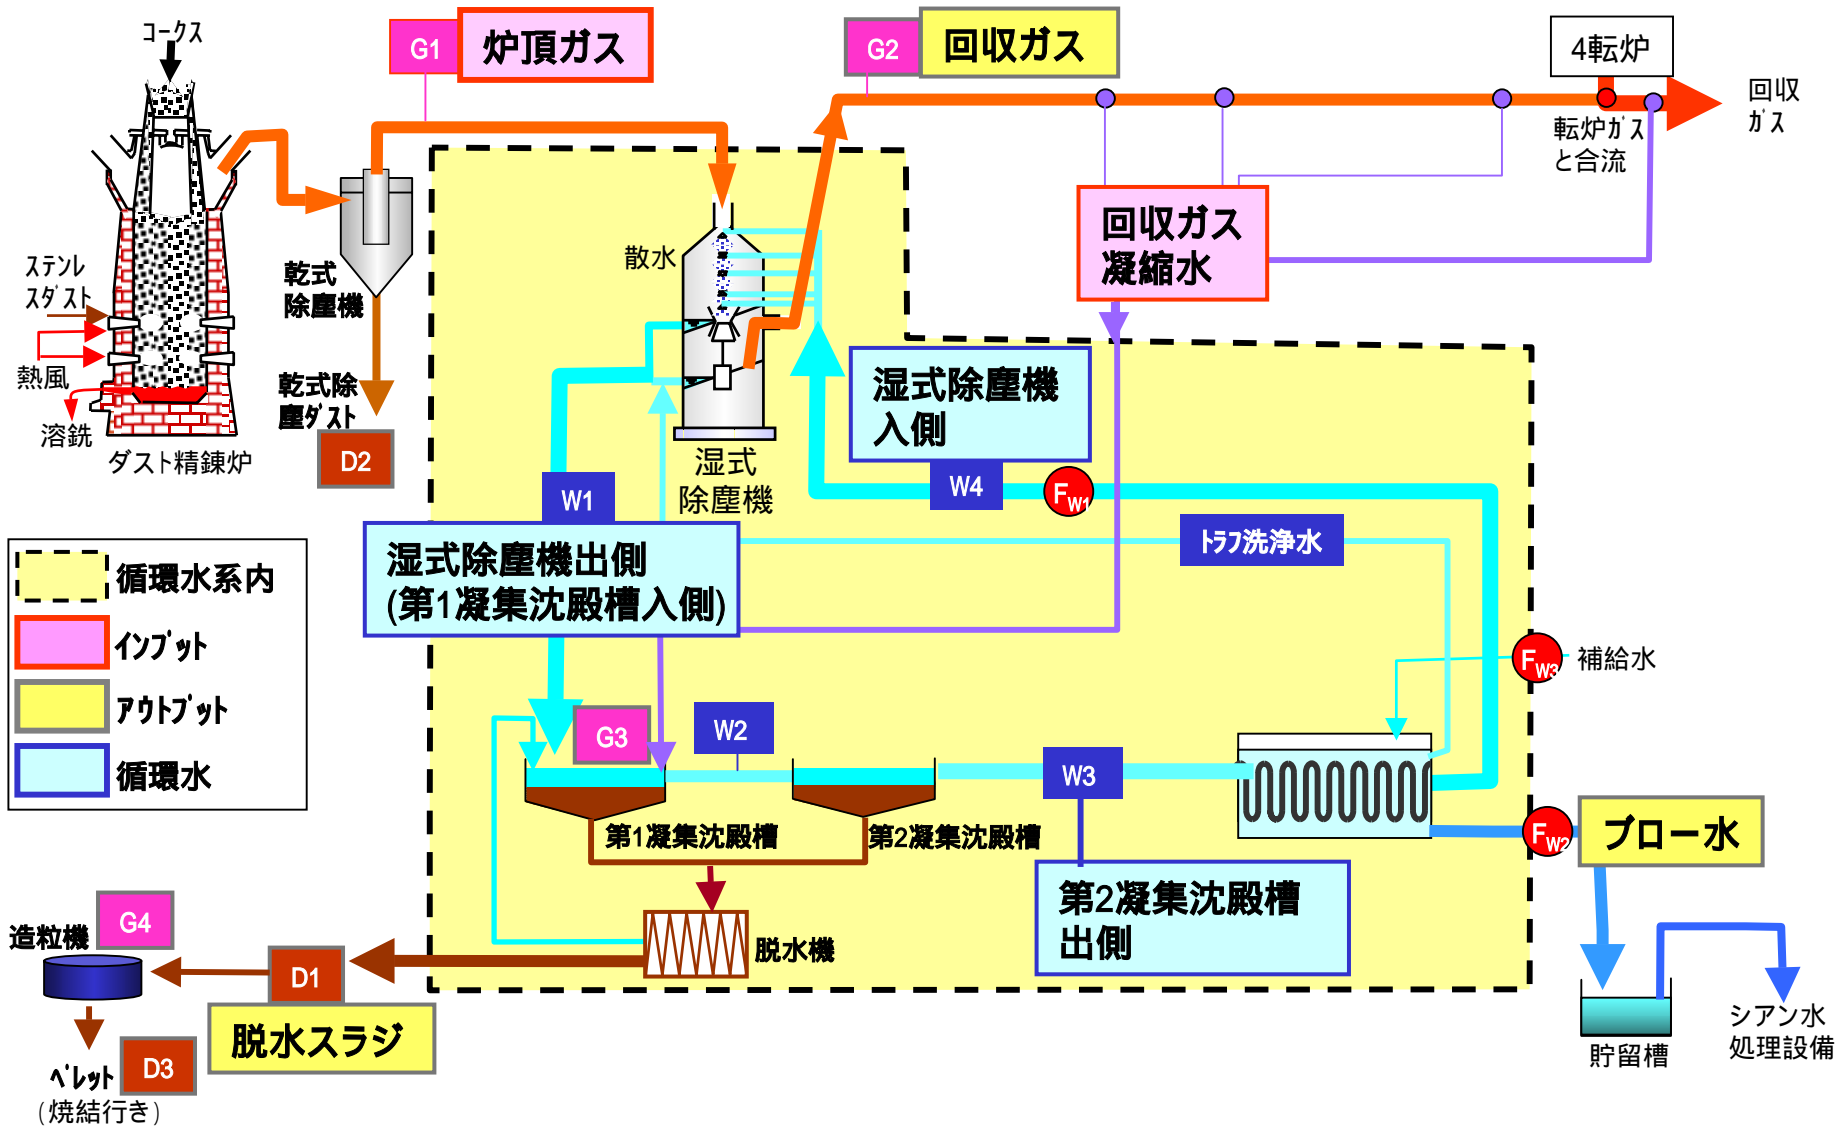 コークス
G1
炉頂ガス
G2
回収ガス
4転炉
回収
ガス
転炉ガス
と合流
回収ガス
凝縮水
散水
ステンレ
スダスト
乾式
除塵機
熱風
乾式除
塵ダスト
溶銑
ダスト精錬炉
D2
湿式
除塵機
湿式除塵機
入側
W4
FW1
W1
トラフ洗浄水
湿式除塵機出側
(第1凝集沈殿槽入側)
循環水系内
インプット
アウトプット
循環水
FW3
補給水
G3
W2
W3
第1凝集沈殿槽
第2凝集沈殿槽
FW2
ブロー水
第2凝集沈殿槽
出側
脱水機
G4
造粒機
D1
脱水スラジ
D3
ペレット
(焼結行き)
貯留槽
シアン水
処理設備